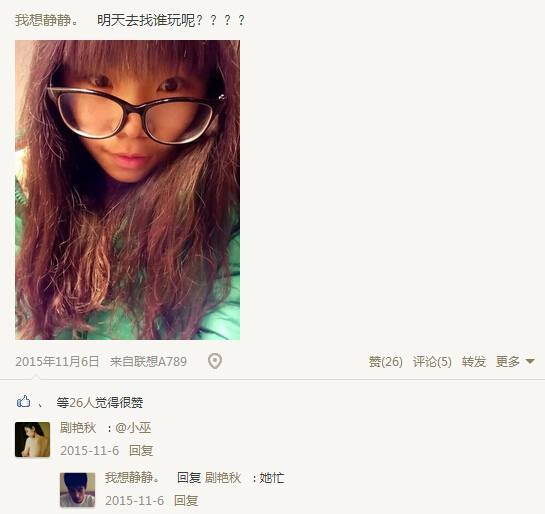 我想静静。 明天去找谁玩呢？？？？
2015年11月6日 来自联想A789
赞(26) 评论(5) 转发 更多
、 等26人觉得很赞
剧艳秋 ：@小巫
2015-11-6 回复
我想静静。 回复 剧艳秋 ：她忙
2015-11-6 回复